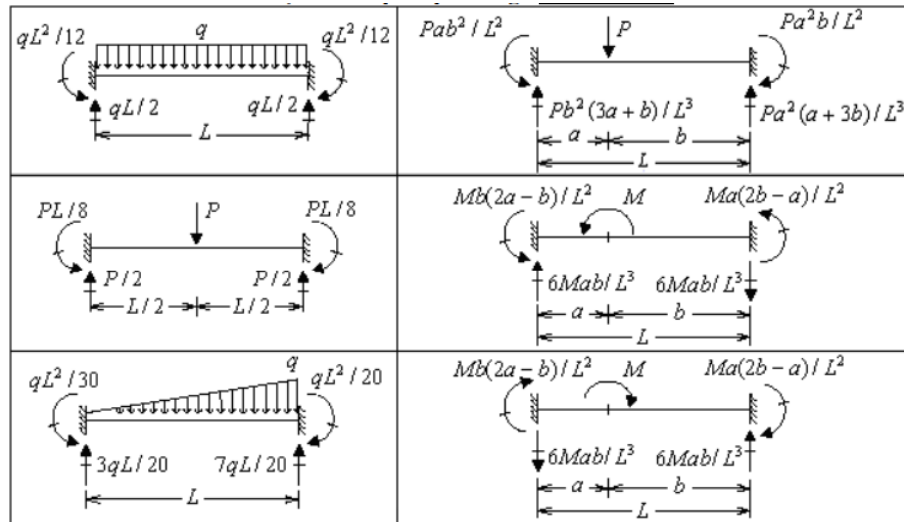 qL²/12 q qL²/12
qL/2 qL/2
L
Pab²/L² P Pa²b/L²
Pb²(3a+b)/L³ Pa²(a+3b)/L³
a b
L
PL/8 P PL/8
P/2 P/2
L/2 L/2
Mb(2a-b)/L² M Ma(2b-a)/L²
6Mab/L³ 6Mab/L³
a b
L
qL²/30 q qL²/20
3qL/20 7qL/20
L
Mb(2a-b)/L² M Ma(2b-a)/L²
6Mab/L³ 6Mab/L³
a b
L